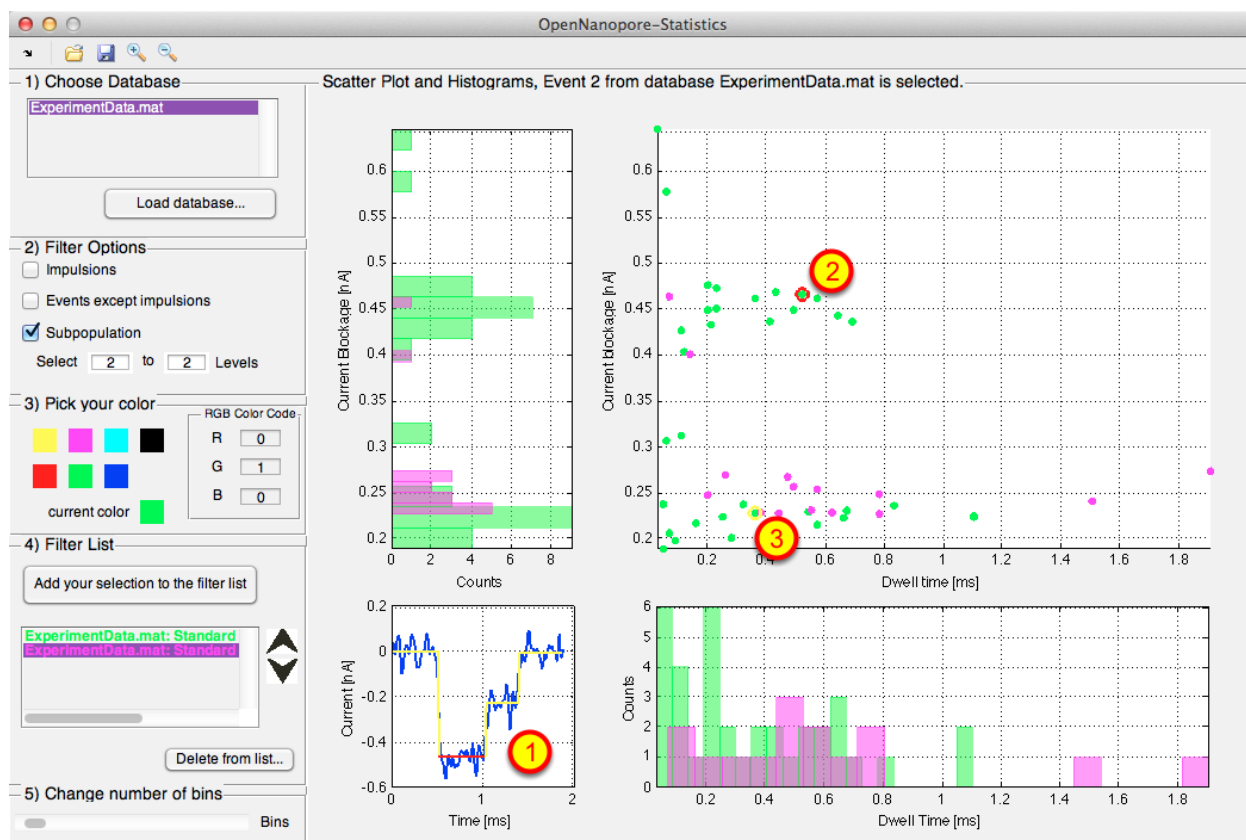 OpenNanopore-Statistics
1) Choose Database
ExperimentData.mat
Load database...
2) Filter Options
Impulsions
Events except impulsions
Subpopulation
Select 2 to 2 Levels
3) Pick your color
RGB Color Code
R 0
G 1
B 0
current color
4) Filter List
Add your selection to the filter list
ExperimentData.mat: Standard
ExperimentData.mat: Standard
Delete from list...
5) Change number of bins
Bins
Scatter Plot and Histograms, Event 2 from database ExperimentData.mat is selected.
Current Blockage [nA]
0.6
0.55
0.5
0.45
0.4
0.35
0.3
0.25
0.2
0 2 4 6 8
Counts
Current blockage [nA]
0.6
0.55
0.5
0.45
0.4
0.35
0.3
0.25
0.2
2
3
0.2 0.4 0.6 0.8 1 1.2 1.4 1.6 1.8
Dwell time [ms]
Current [nA]
0.2
0
-0.2
-0.4
-0.6
1
0 1 2
Time [ms]
Counts
6
5
4
3
2
1
0
0.2 0.4 0.6 0.8 1 1.2 1.4 1.6 1.8
Dwell Time [ms]